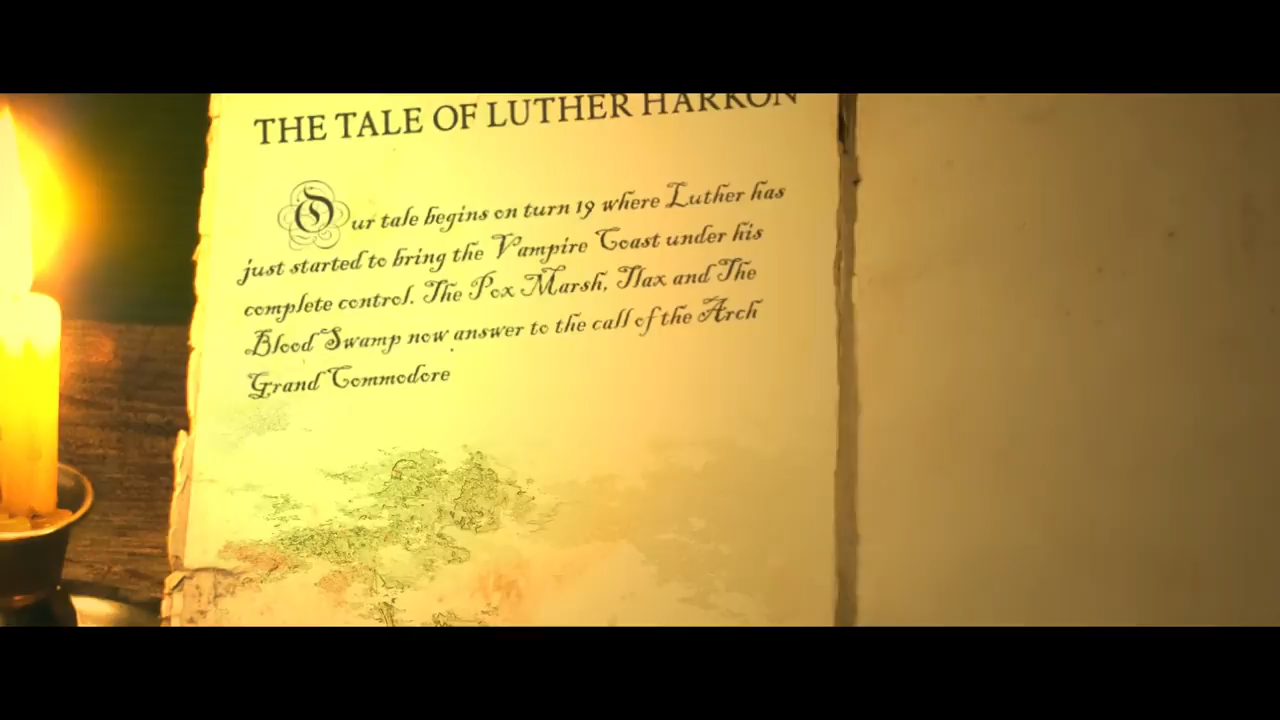 THE TALE OF LUTHER HARKON
Our tale begins on turn 19 where Luther has
just started to bring the Vampire Coast under his
complete control. The Pox Marsh, Tlax and The
Blood Swamp now answer to the call of the Arch
Grand Commodore